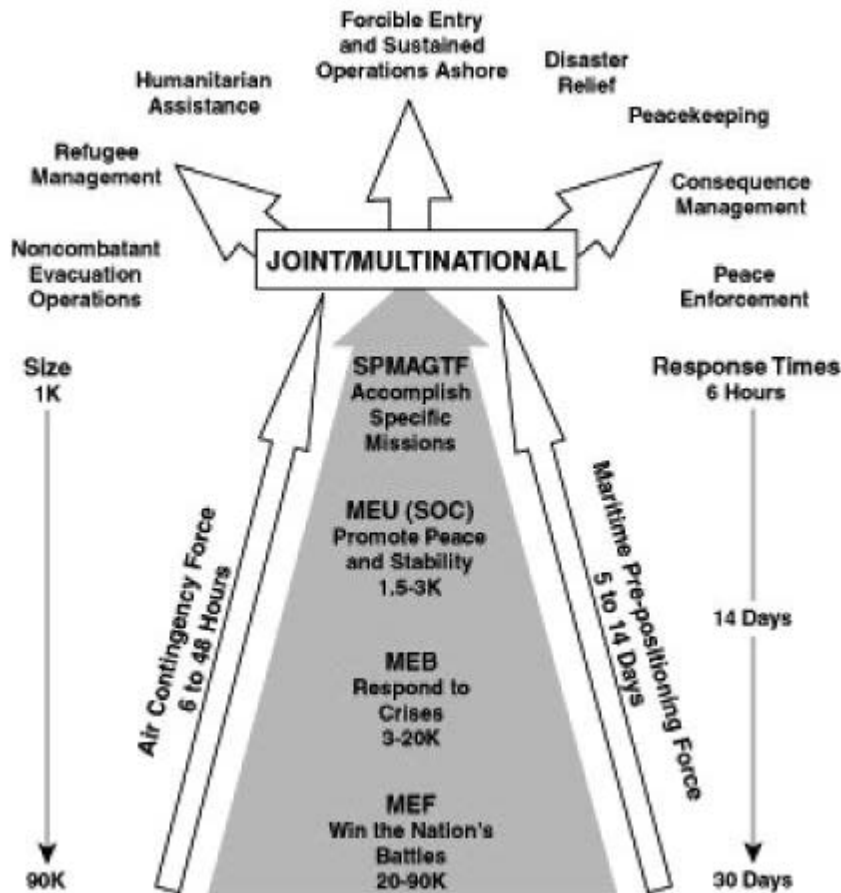 Forcible Entry
and Sustained
Operations Ashore
Disaster
Relief
Humanitarian
Assistance
Peacekeeping
Refugee
Management
Consequence
Management
Noncombatant
Evacuation
Operations
JOINT/MULTINATIONAL
Peace
Enforcement
Size
1K
SPMAGTF
Accomplish
Specific
Missions
Response Times
6 Hours
Air Contingency Force
6 to 48 Hours
MEU (SOC)
Promote Peace
and Stability
1.5-3K
Maritime Pre-positioning Force
5 to 14 Days
14 Days
MEB
Respond to
Crises
3-20K
MEF
Win the Nation's
Battles
20-90K
90K
30 Days